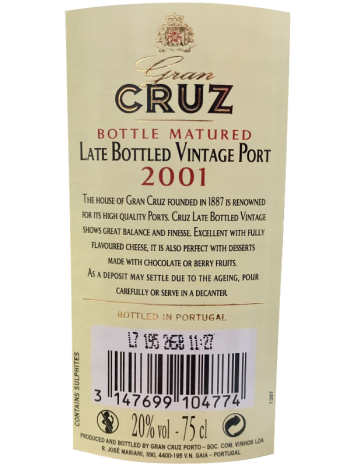 Gran
CRUZ
BOTTLE MATURED
LATE BOTTLED VINTAGE PORT
2001
THE HOUSE OF GRAN CRUZ FOUNDED IN 1887 IS RENOWNED
FOR ITS HIGH QUALITY PORTS. CRUZ LATE BOTTLED VINTAGE
SHOWS GREAT BALANCE AND FINESSE. EXCELLENT WITH FULLY
FLAVOURED CHEESE, IT IS ALSO PERFECT WITH DESSERTS
MADE WITH CHOCOLATE OR BERRY FRUITS.
AS A DEPOSIT MAY SETTLE DUE TO THE AGEING, POUR
CAREFULLY OR SERVE IN A DECANTER.
BOTTLED IN PORTUGAL
L7 195 2E8 11:27
CONTAINS SULPHITES
3 147699 104774
1397
20% vol - 75 cl
PRODUCED AND BOTTLED BY GRAN CRUZ PORTO - SOC. COM. VINHOS LDA
R. JOSÉ MARIANI, 390, 4400-195 V.N. GAIA - PORTUGAL